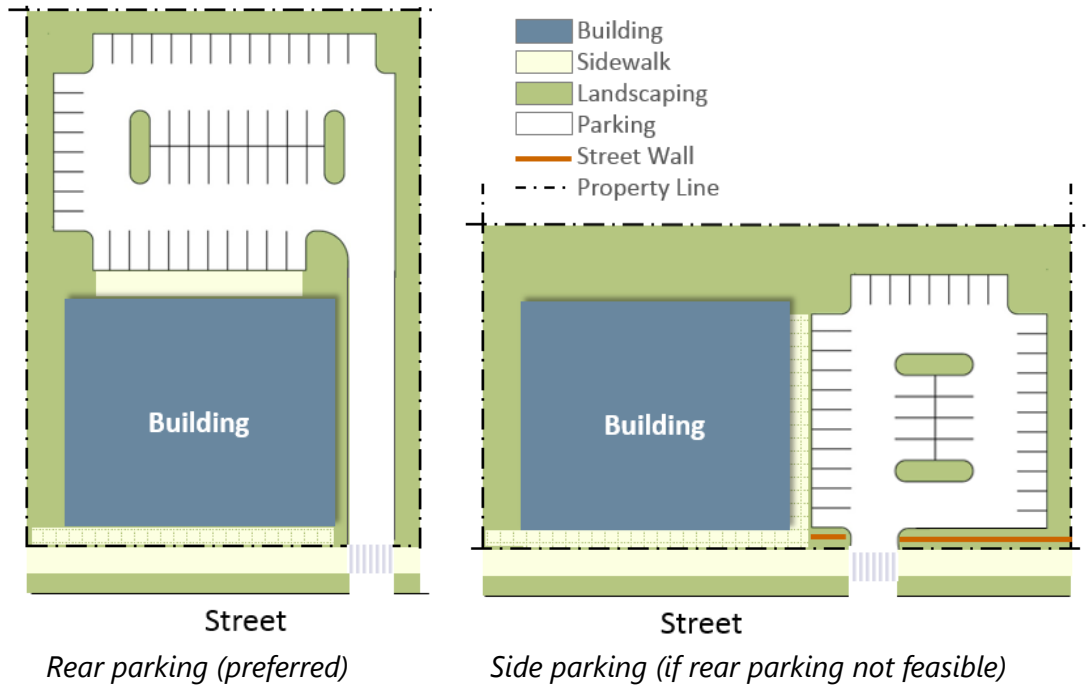 Building
Sidewalk
Landscaping
Parking
Street Wall
Property Line
Building
Building
Street
Street
Rear parking (preferred)
Side parking (if rear parking not feasible)